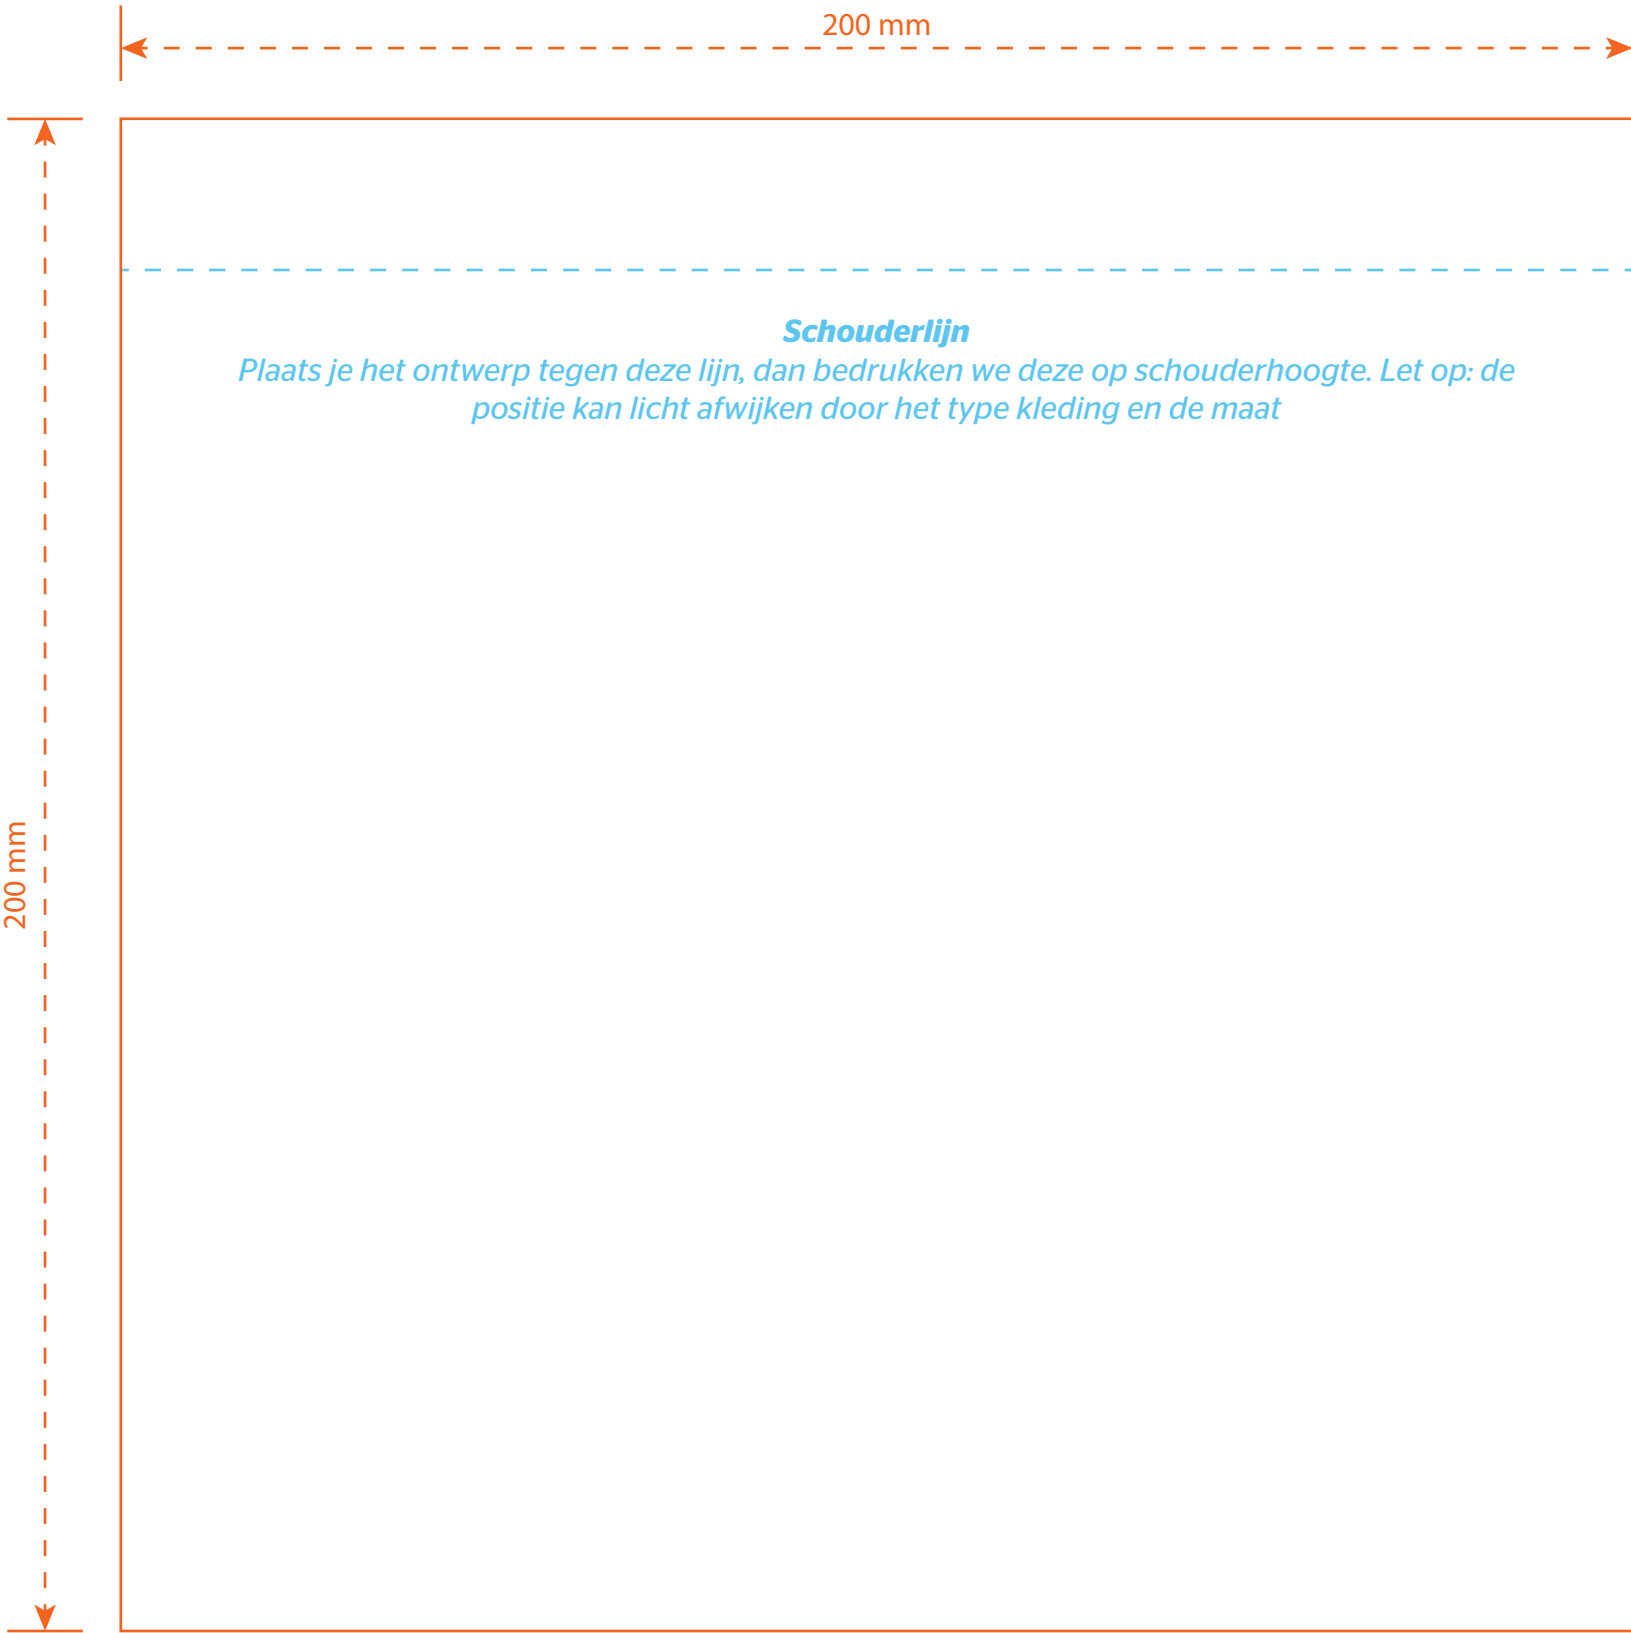 200 mm
Schouderlijn
Plaats je het ontwerp tegen deze lijn, dan bedrukken we deze op schouderhoogte. Let op: de
positie kan licht afwijken door het type kleding en de maat
200 mm